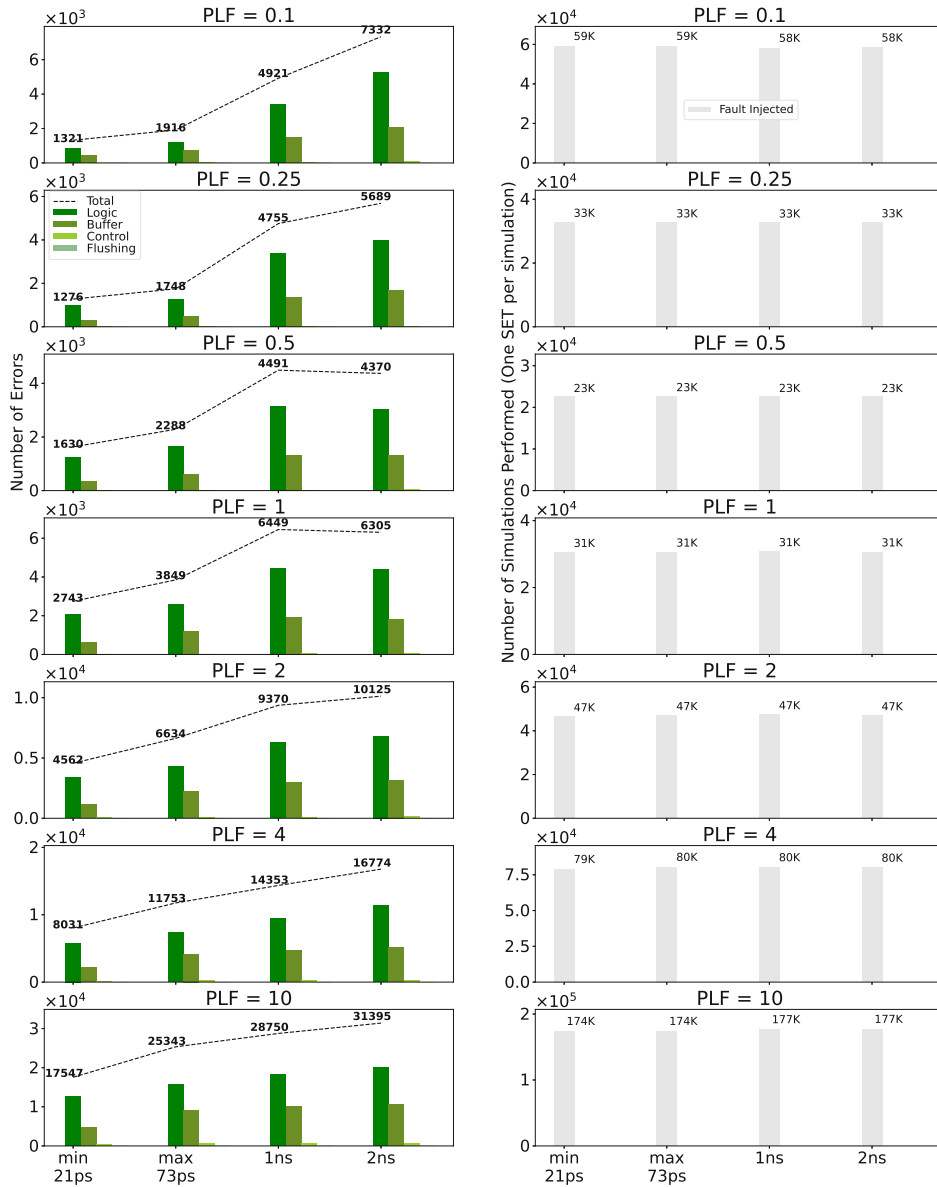 ×10³
PLF = 0.1
6
4
2
0
1321
1916
4921
7332
×10³
PLF = 0.25
6
4
2
0
Total
Logic
Buffer
Control
Flushing
1276
1748
4755
5689
×10³
PLF = 0.5
4
2
0
1630
2288
4491
4370
Number of Errors
×10³
PLF = 1
6
4
2
0
2743
3849
6449
6305
×10⁴
PLF = 2
1.0
0.5
0.0
4562
6634
9370
10125
×10⁴
PLF = 4
2
1
0
8031
11753
14353
16774
×10⁴
PLF = 10
3
2
1
0
17547
25343
28750
31395
min
21ps
max
73ps
1ns
2ns
×10⁴
PLF = 0.1
6
4
2
0
59K
59K
58K
58K
Fault Injected
×10⁴
PLF = 0.25
4
2
0
33K
33K
33K
33K
×10⁴
PLF = 0.5
3
2
1
0
23K
23K
23K
23K
Number of Simulations Performed (One SET per simulation)
×10⁴
PLF = 1
4
2
0
31K
31K
31K
31K
×10⁴
PLF = 2
6
4
2
0
47K
47K
47K
47K
×10⁴
PLF = 4
7.5
5.0
2.5
0.0
79K
80K
80K
80K
×10⁵
PLF = 10
2
1
0
174K
174K
177K
177K
min
21ps
max
73ps
1ns
2ns